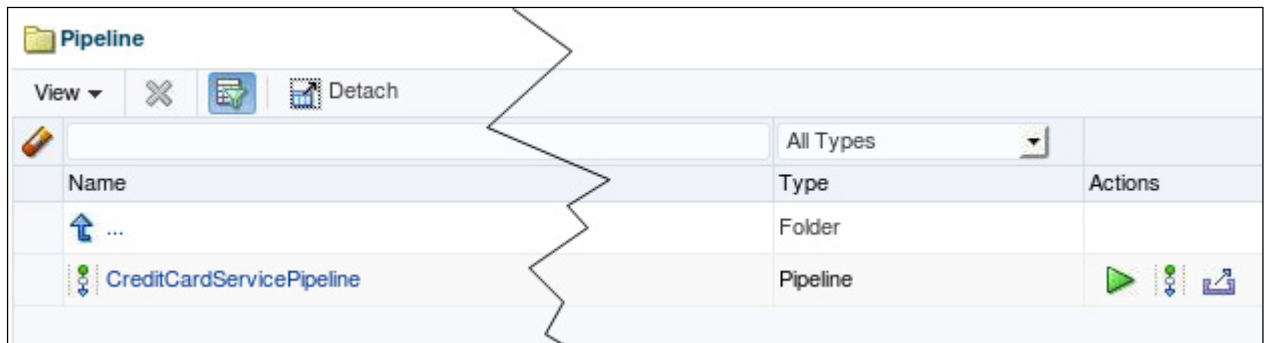 Pipeline
View Detach
All Types
Name Type Actions
... Folder
CreditCardServicePipeline Pipeline